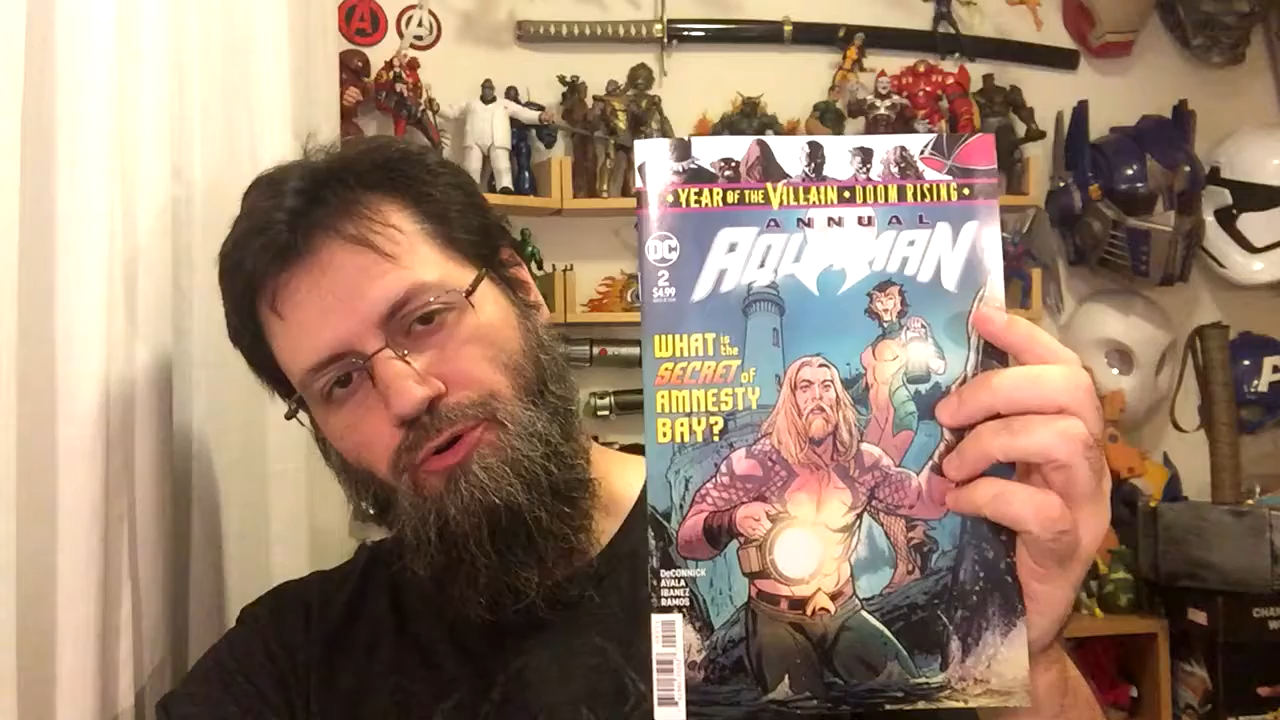 YEAR OF THE VILLAIN • DOOM RISING
ANNUAL
AQUAMAN
DC
2
$4.99
WHAT is the
SECRET of
AMNESTY
BAY?
DeCONNICK
AYALA
IBANEZ
RAMOS